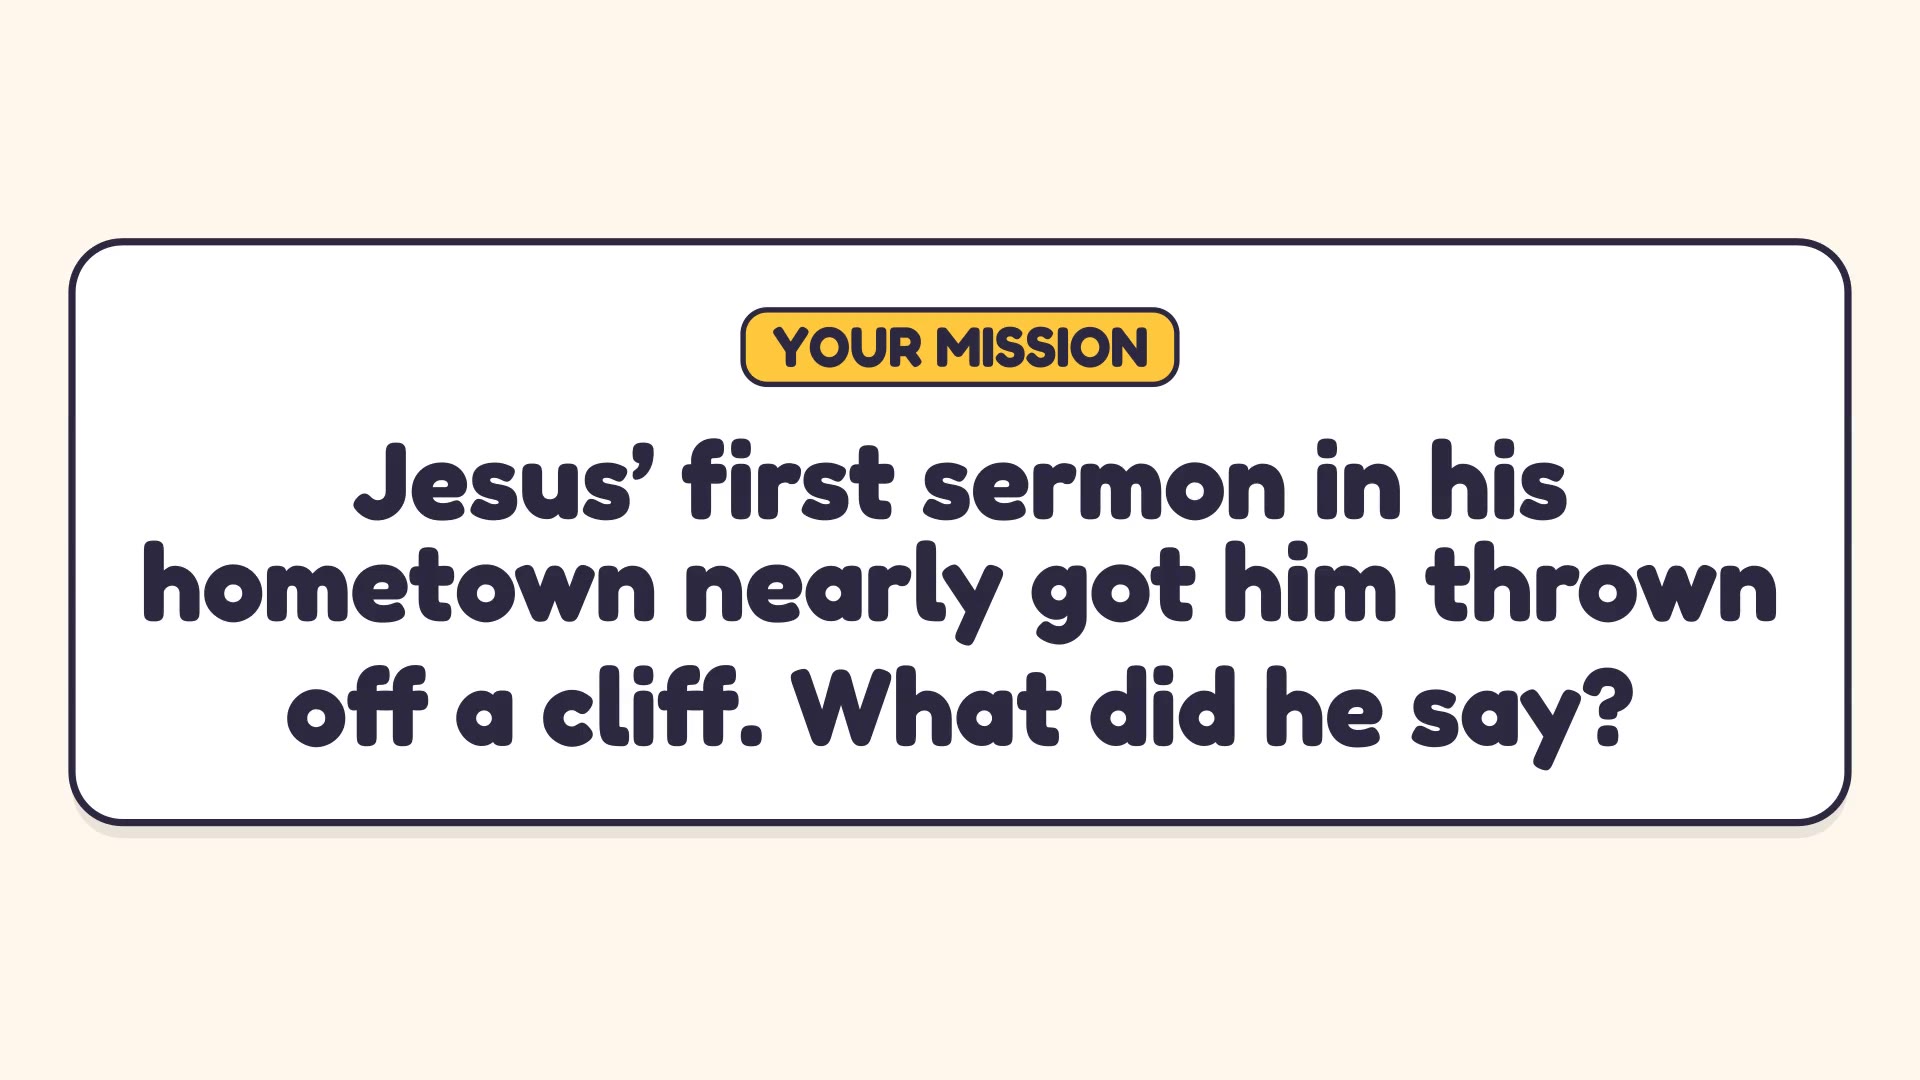 YOUR MISSION
Jesus’ first sermon in his
hometown nearly got him thrown
off a cliff. What did he say?